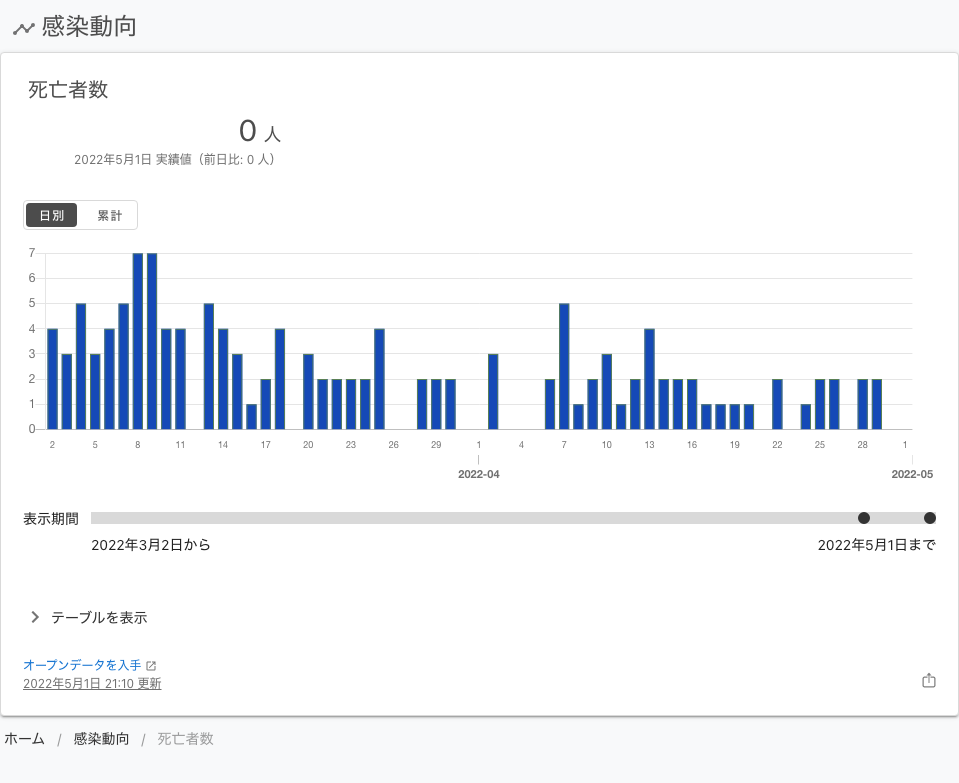 感染動向
死亡者数
0 人
2022年5月1日 実績値（前日比: 0 人）
日別 累計
7
6
5
4
3
2
1
0
2 5 8 11 14 17 20 23 26 29 1 4 7 10 13 16 19 22 25 28 1
2022-04 2022-05
表示期間
2022年3月2日から 2022年5月1日まで
テーブルを表示
オープンデータを入手
2022年5月1日 21:10 更新
ホーム / 感染動向 / 死亡者数